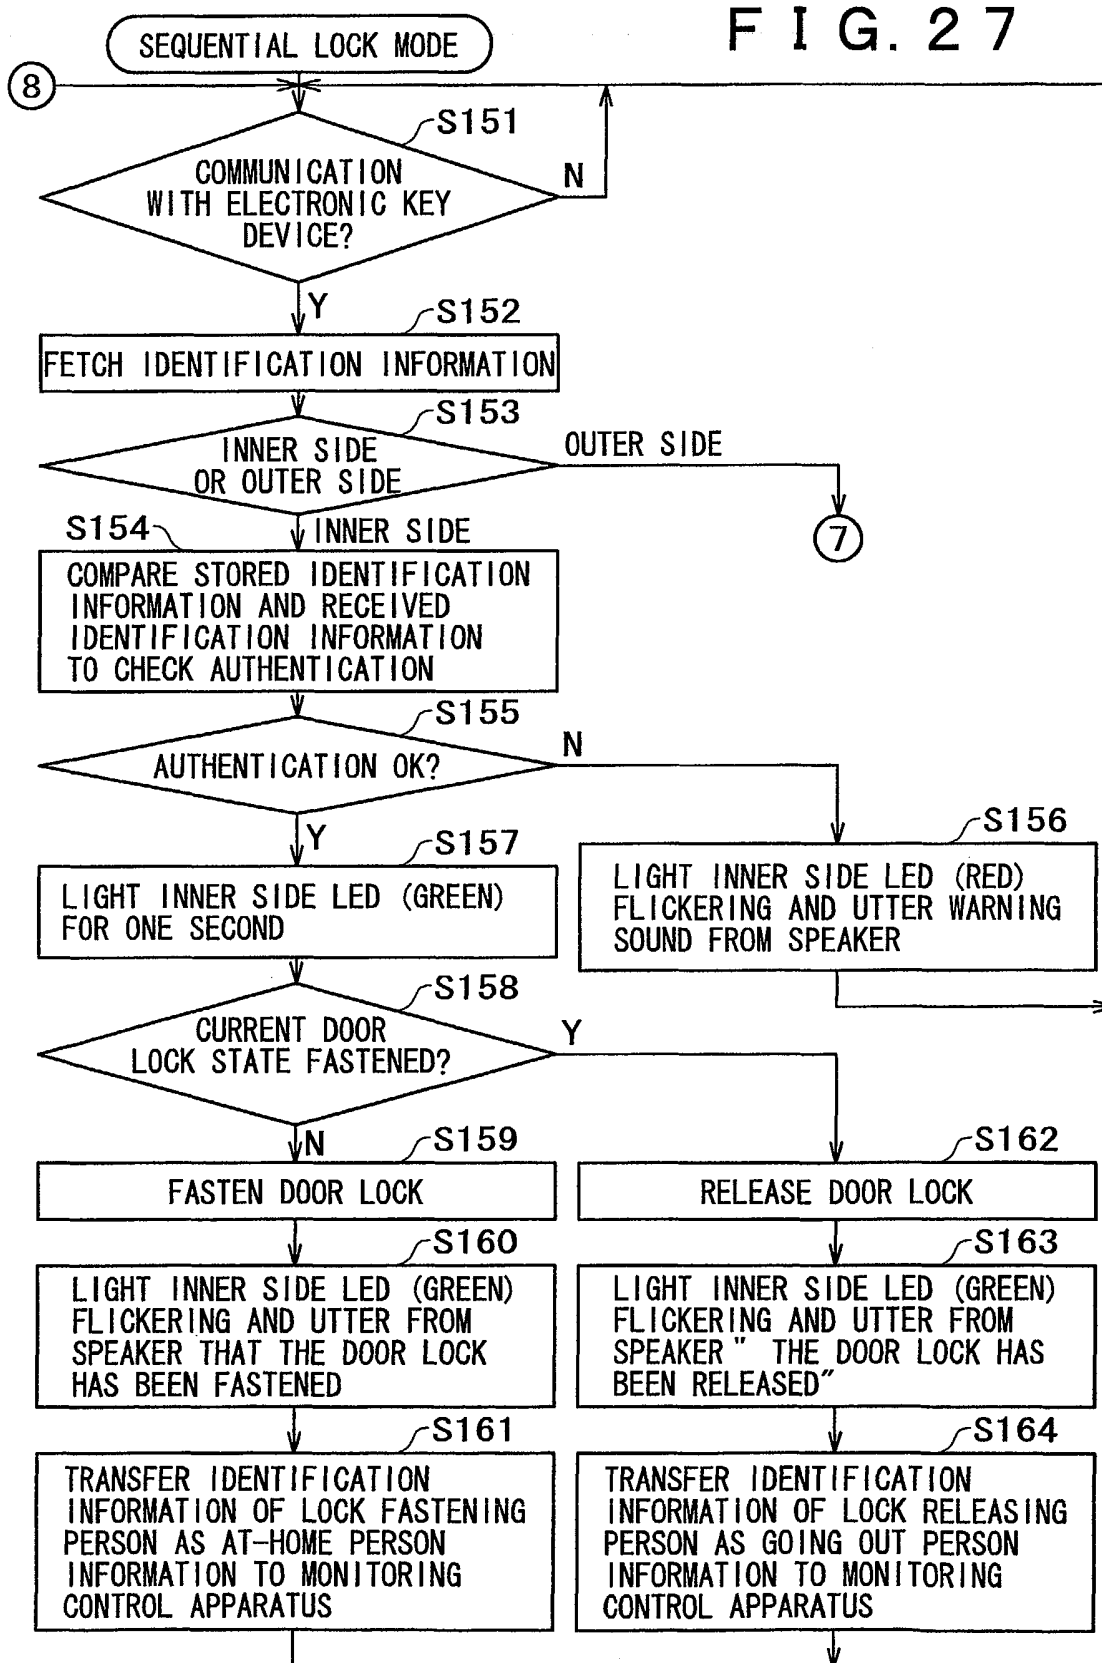 FIG. 27
SEQUENTIAL LOCK MODE
8
S151
COMMUNICATION
WITH ELECTRONIC KEY
DEVICE?
N
Y
S152
FETCH IDENTIFICATION INFORMATION
S153
INNER SIDE
OR OUTER SIDE
OUTER SIDE
7
INNER SIDE
S154
COMPARE STORED IDENTIFICATION
INFORMATION AND RECEIVED
IDENTIFICATION INFORMATION
TO CHECK AUTHENTICATION
S155
AUTHENTICATION OK?
N
Y
S156
LIGHT INNER SIDE LED (RED)
FLICKERING AND UTTER WARNING
SOUND FROM SPEAKER
S157
LIGHT INNER SIDE LED (GREEN)
FOR ONE SECOND
S158
CURRENT DOOR
LOCK STATE FASTENED?
Y
N
S159
FASTEN DOOR LOCK
S160
LIGHT INNER SIDE LED (GREEN)
FLICKERING AND UTTER FROM
SPEAKER THAT THE DOOR LOCK
HAS BEEN FASTENED
S161
TRANSFER IDENTIFICATION
INFORMATION OF LOCK FASTENING
PERSON AS AT-HOME PERSON
INFORMATION TO MONITORING
CONTROL APPARATUS
S162
RELEASE DOOR LOCK
S163
LIGHT INNER SIDE LED (GREEN)
FLICKERING AND UTTER FROM
SPEAKER" THE DOOR LOCK HAS
BEEN RELEASED"
S164
TRANSFER IDENTIFICATION
INFORMATION OF LOCK RELEASING
PERSON AS GOING OUT PERSON
INFORMATION TO MONITORING
CONTROL APPARATUS